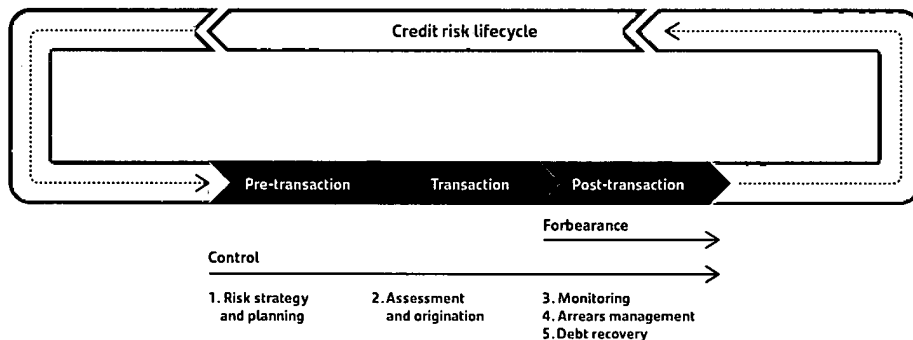 Credit risk lifecycle
Pre-transaction
Transaction
Post-transaction
Forbearance
Control
1. Risk strategy
and planning
2. Assessment
and origination
3. Monitoring
4. Arrears management
5. Debt recovery